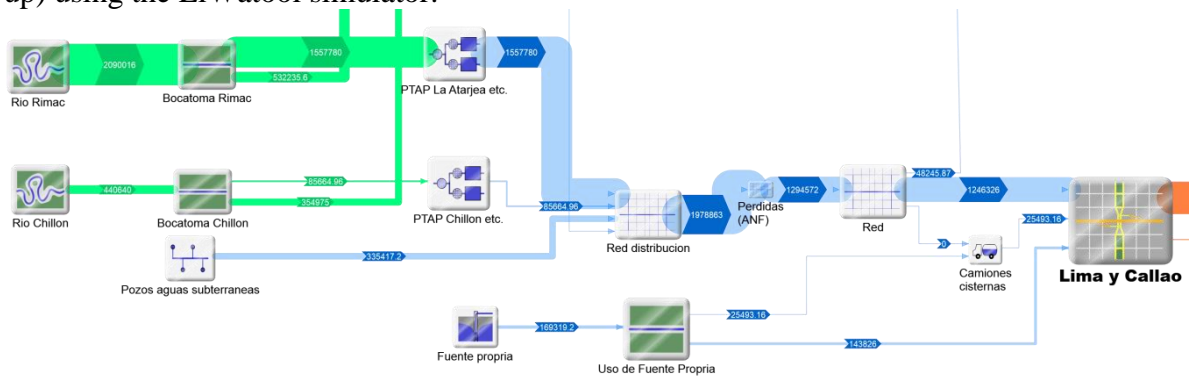 up) using the LiWatool simulator.
2090016
1557780
1557780
532235.6
Rio Rimac
Bocatoma Rimac
PTAP La Atarjea etc.
440640
85664.96
354975
85664.96
Rio Chillon
Bocatoma Chillon
PTAP Chillon etc.
335417.2
Pozos aguas subterraneas
Red distribucion
1978863
Perdidas
(ANF)
1294572
48245.87
1246326
Red
0
25493.16
Camiones
cisternas
Lima y Callao
169319.2
25493.16
143826
Fuente propria
Uso de Fuente Propria